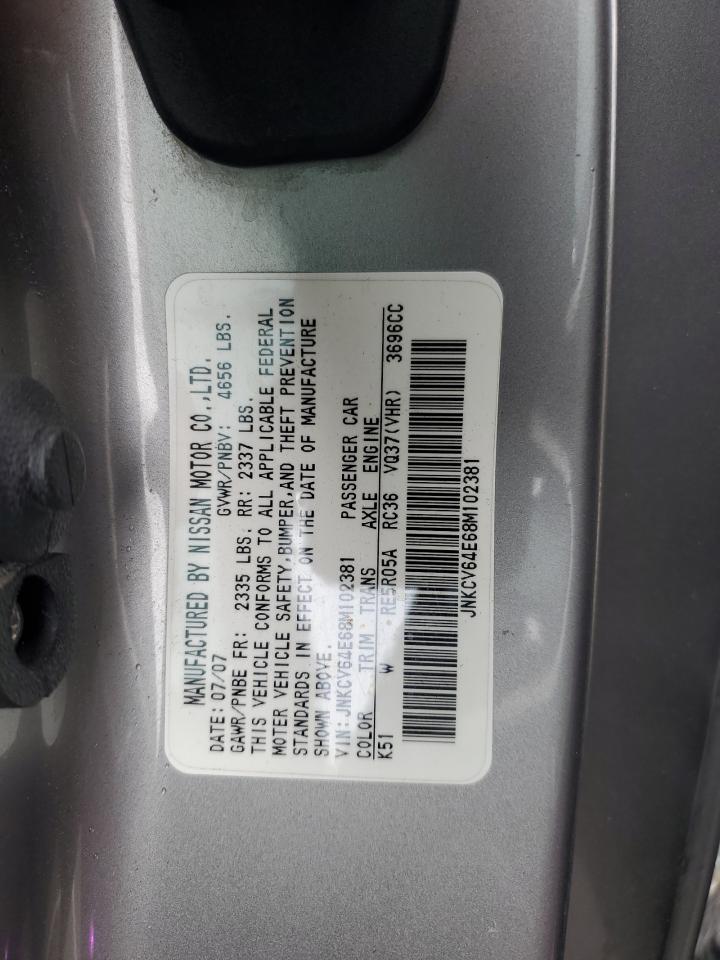 MANUFACTURED BY NISSAN MOTOR CO.,LTD.
DATE: 07/07 GVWR/PNBV: 4656 LBS.
GAWR/PNBE FR: 2335 LBS. RR: 2337 LBS.
THIS VEHICLE CONFORMS TO ALL APPLICABLE FEDERAL
MOTER VEHICLE SAFETY,BUMPER,AND THEFT PREVENTION
STANDARDS IN EFFECT ON THE DATE OF MANUFACTURE
SHOWN ABOVE.
VIN:JNKCV64E68M102381 PASSENGER CAR
COLOR TRIM TRANS AXLE ENGINE
K51 W RE5R05A RC36 VQ37(VHR) 3696CC
JNKCV64E68M102381